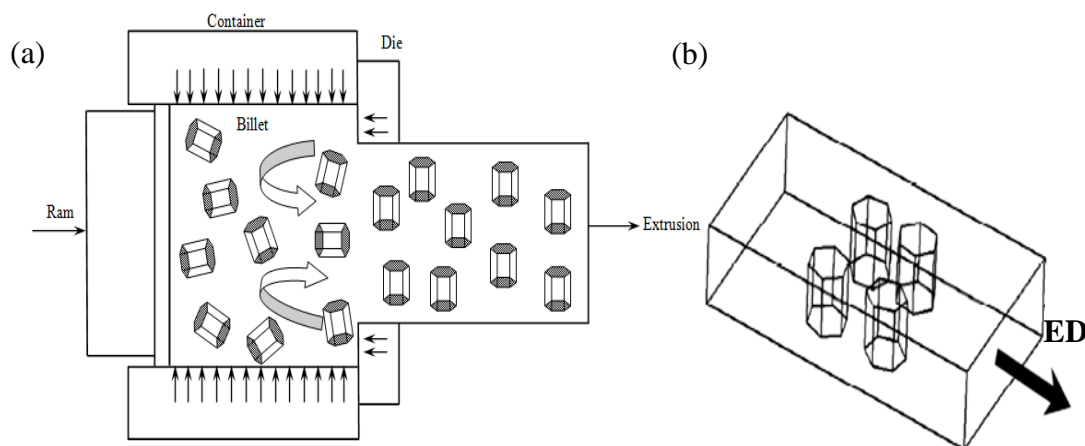 (a)
Container
Die
Billet
Ram
Extrusion
(b)
ED